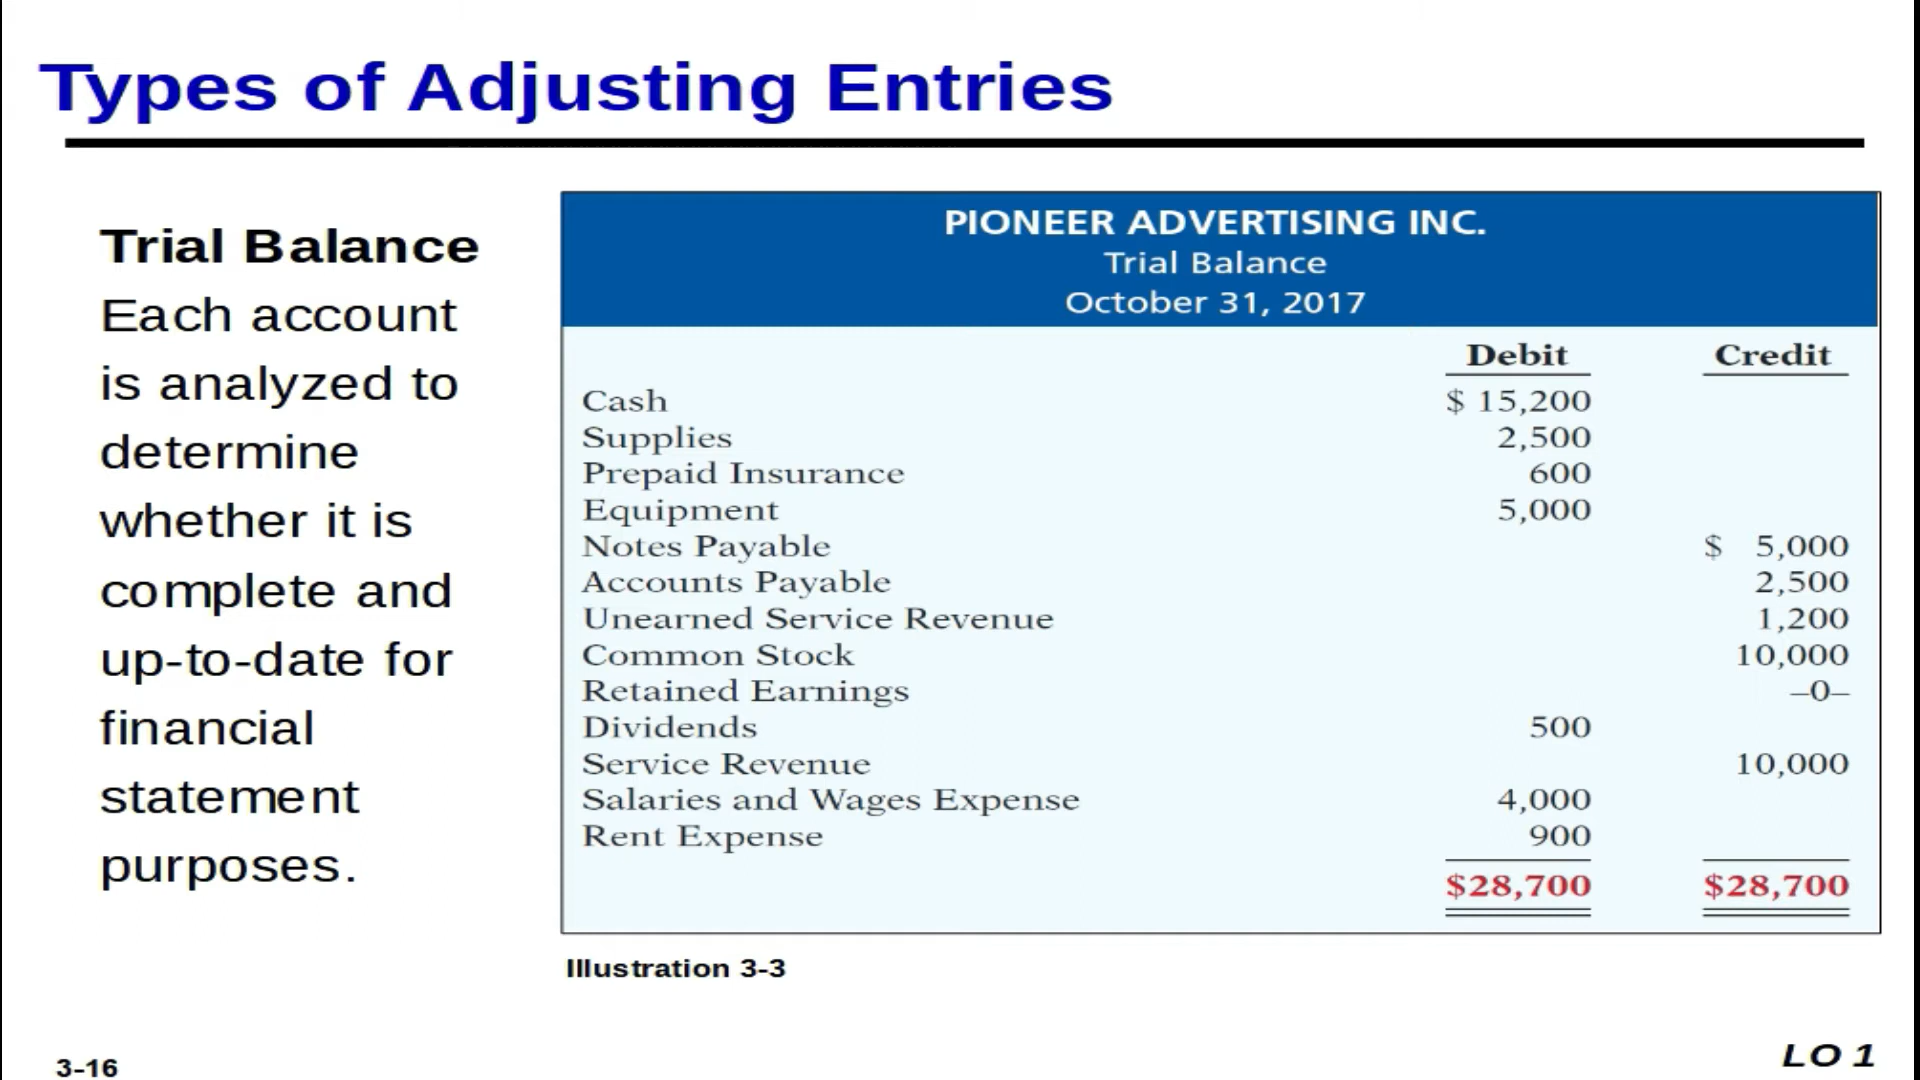 Types of Adjusting Entries
Trial Balance
Each account
is analyzed to
determine
whether it is
complete and
up-to-date for
financial
statement
purposes.
PIONEER ADVERTISING INC.
Trial Balance
October 31, 2017
Debit Credit
Cash $ 15,200
Supplies 2,500
Prepaid Insurance 600
Equipment 5,000
Notes Payable $ 5,000
Accounts Payable 2,500
Unearned Service Revenue 1,200
Common Stock 10,000
Retained Earnings –0–
Dividends 500
Service Revenue 10,000
Salaries and Wages Expense 4,000
Rent Expense 900
$28,700 $28,700
Illustration 3-3
3-16
LO 1